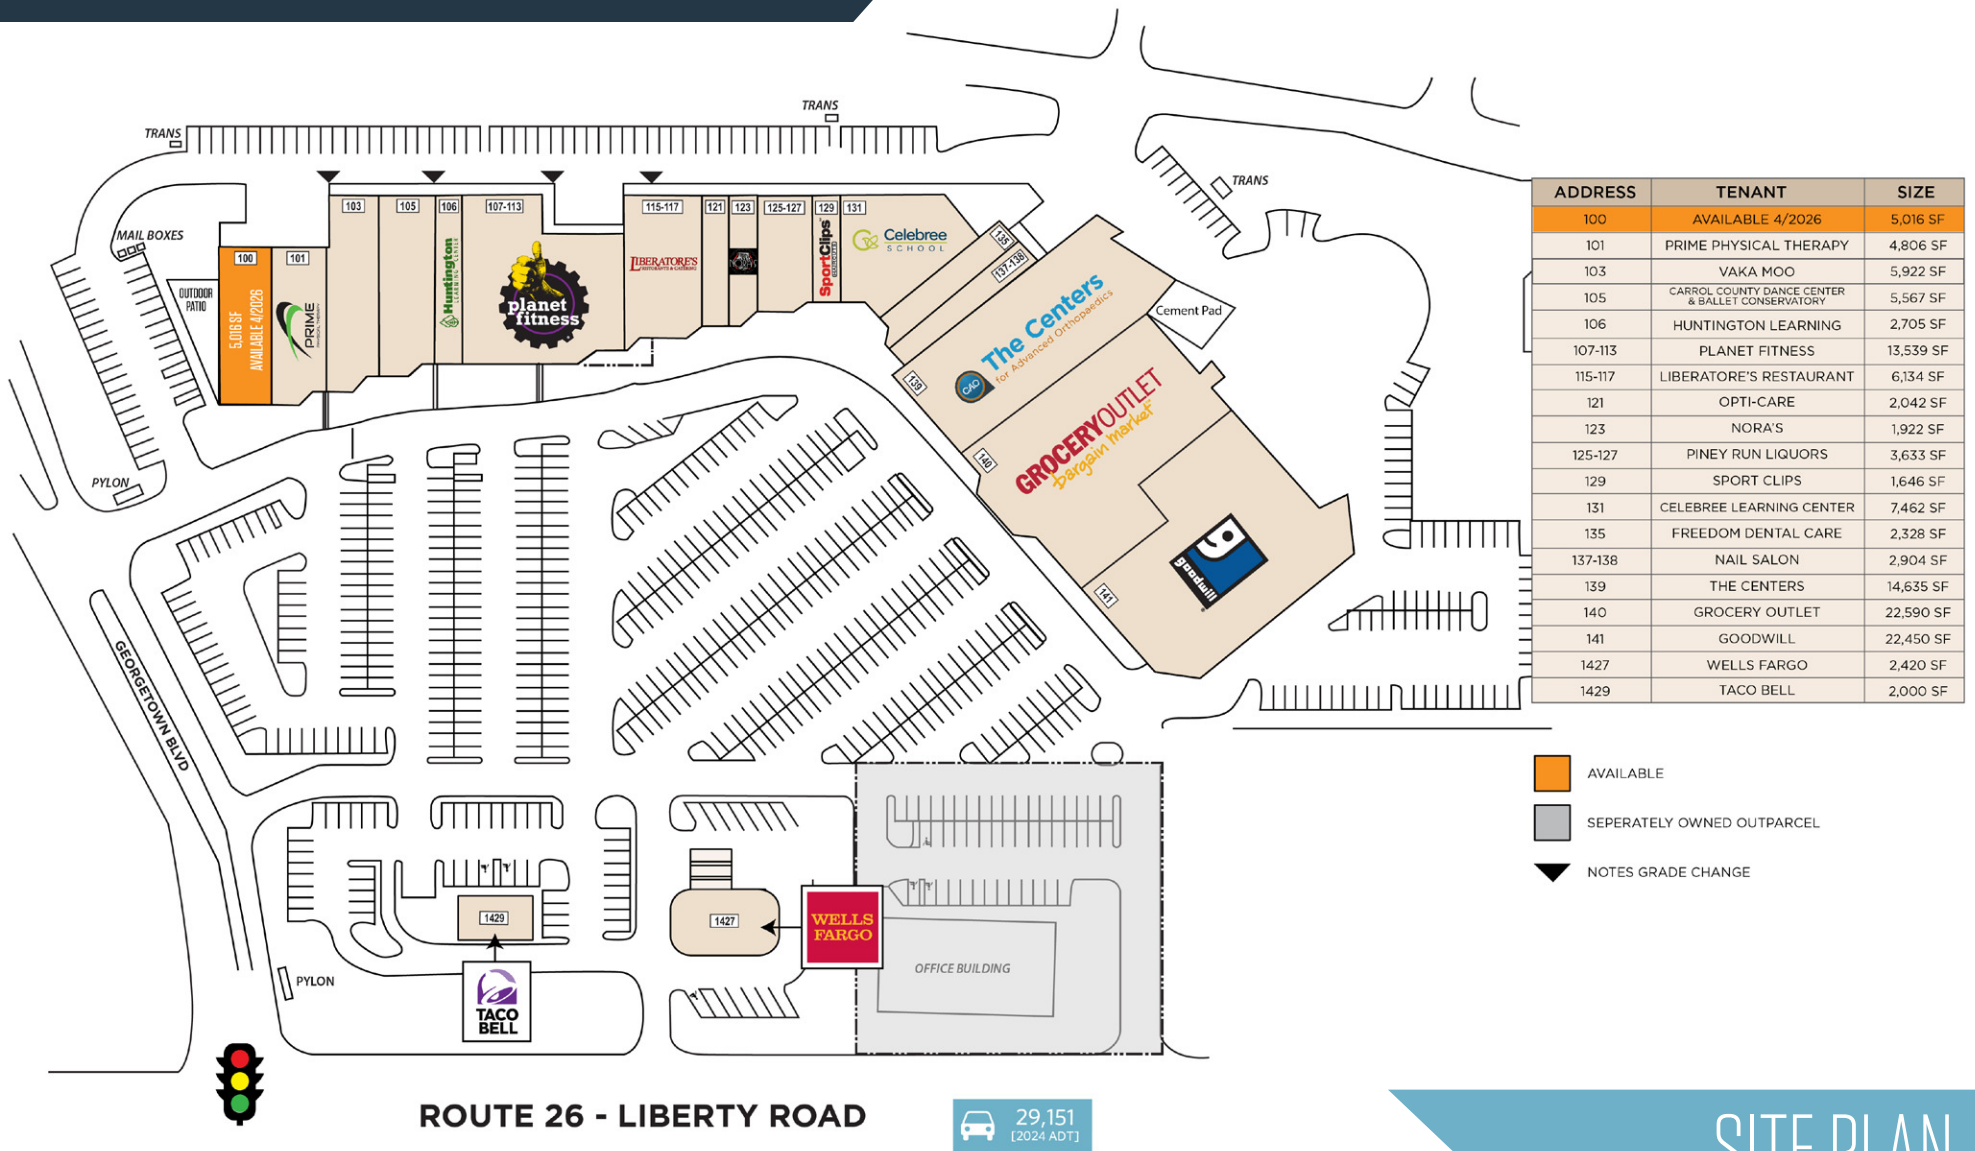 TRANS
TRANS
TRANS
MAIL BOXES
OUTDOOR
PATIO
PYLON
100
5,016 SF
AVAILABLE 4/2026
101
PRIME
PHYSICAL THERAPY
103
105
106
Huntington
LEARNING CENTER
107-113
planet
fitness
115-117
LIBERATORE'S
121
123
125-127
129
SportClips
HAIRCUTS
131
Celebree
SCHOOL
135
137-138
139
CAO
The Centers
for Advanced Orthopaedics
Cement Pad
140
GROCERY OUTLET
bargain market
141
goodwill
GEORGETOWN BLVD
PYLON
1429
TACO
BELL
1427
WELLS
FARGO
OFFICE BUILDING
ROUTE 26 - LIBERTY ROAD
29,151
[2024 ADT]
ADDRESS TENANT SIZE
100 AVAILABLE 4/2026 5,016 SF
101 PRIME PHYSICAL THERAPY 4,806 SF
103 VAKA MOO 5,922 SF
105 CARROL COUNTY DANCE CENTER & BALLET CONSERVATORY 5,567 SF
106 HUNTINGTON LEARNING 2,705 SF
107-113 PLANET FITNESS 13,539 SF
115-117 LIBERATORE'S RESTAURANT 6,134 SF
121 OPTI-CARE 2,042 SF
123 NORA'S 1,922 SF
125-127 PINEY RUN LIQUORS 3,633 SF
129 SPORT CLIPS 1,646 SF
131 CELEBREE LEARNING CENTER 7,462 SF
135 FREEDOM DENTAL CARE 2,328 SF
137-138 NAIL SALON 2,904 SF
139 THE CENTERS 14,635 SF
140 GROCERY OUTLET 22,590 SF
141 GOODWILL 22,450 SF
1427 WELLS FARGO 2,420 SF
1429 TACO BELL 2,000 SF
AVAILABLE
SEPERATELY OWNED OUTPARCEL
NOTES GRADE CHANGE
SITE PLAN